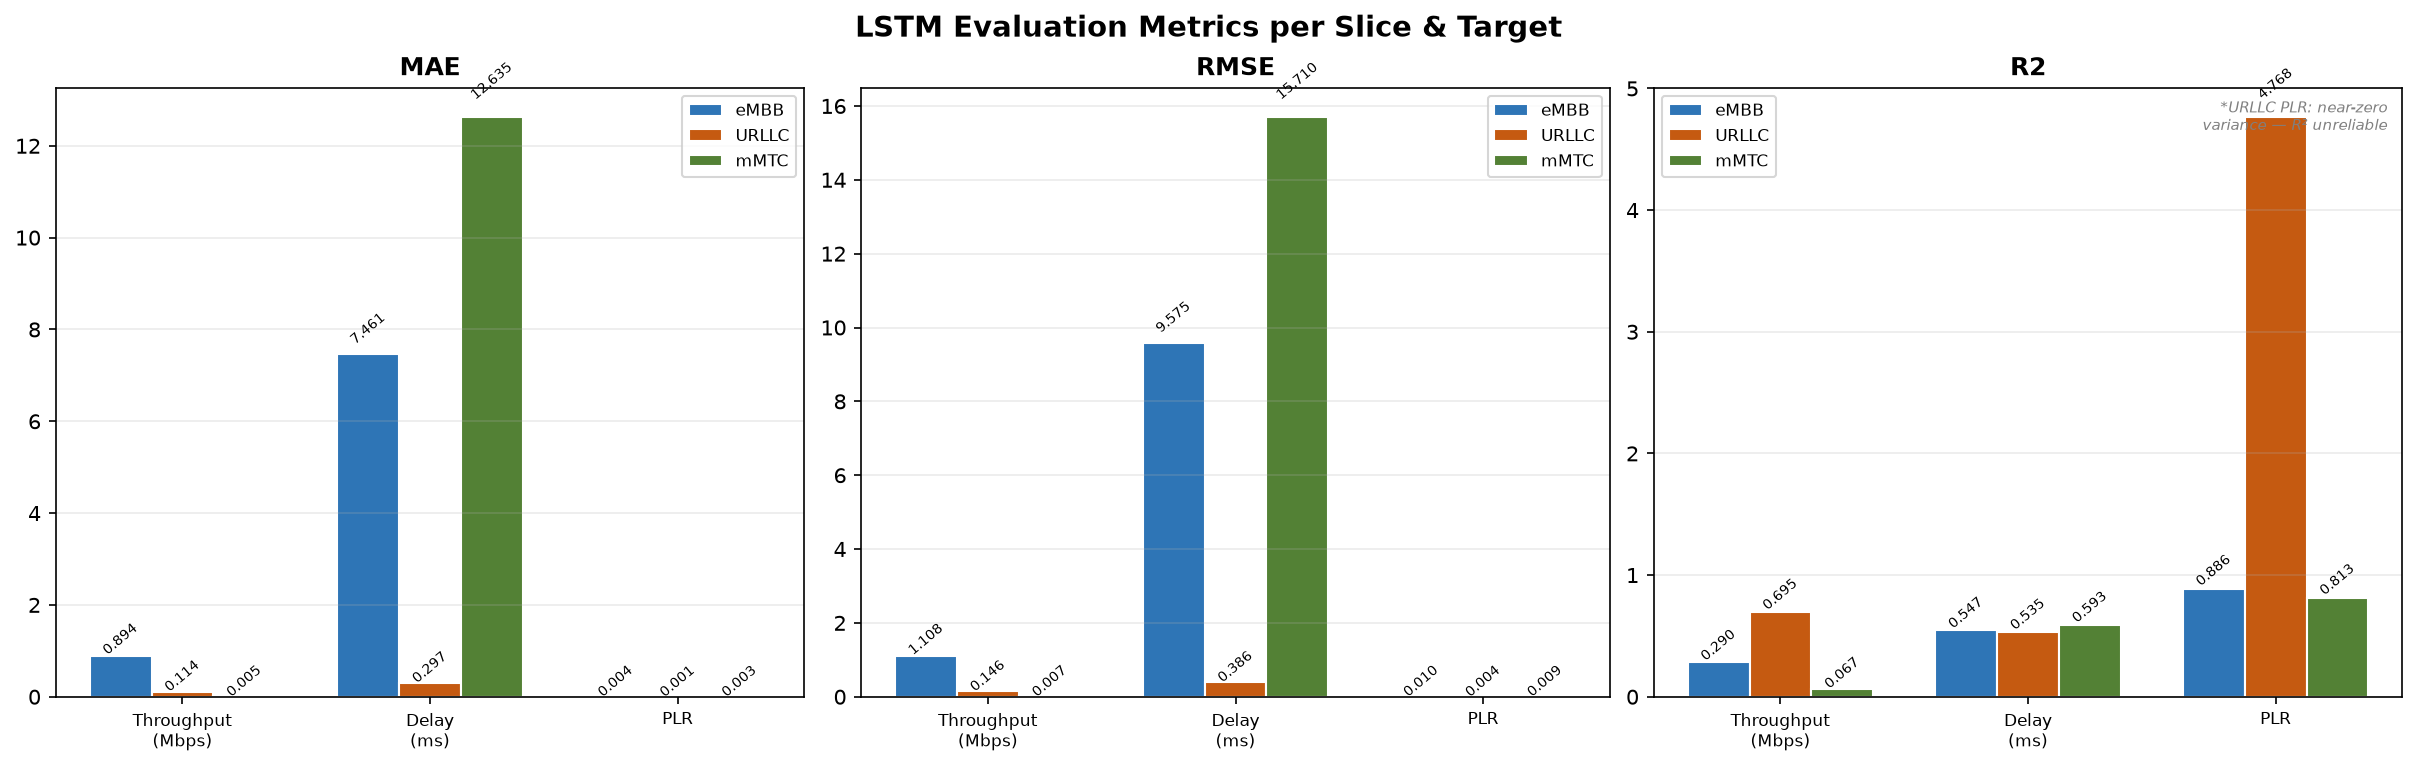 LSTM Evaluation Metrics per Slice & Target
MAE
12.635
eMBB
URLLC
mMTC
12
10
8
6
4
2
0
7.461
0.894
0.114
0.005
0.297
0.004
0.001
0.003
Throughput
(Mbps)
Delay
(ms)
PLR
RMSE
15.710
eMBB
URLLC
mMTC
16
14
12
10
8
6
4
2
0
9.575
1.108
0.146
0.007
0.386
0.010
0.004
0.009
Throughput
(Mbps)
Delay
(ms)
PLR
R2
4.768
*URLLC PLR: near-zero
variance — R² unreliable
eMBB
URLLC
mMTC
5
4
3
2
1
0
0.290
0.695
0.067
0.547
0.535
0.593
0.886
0.813
Throughput
(Mbps)
Delay
(ms)
PLR